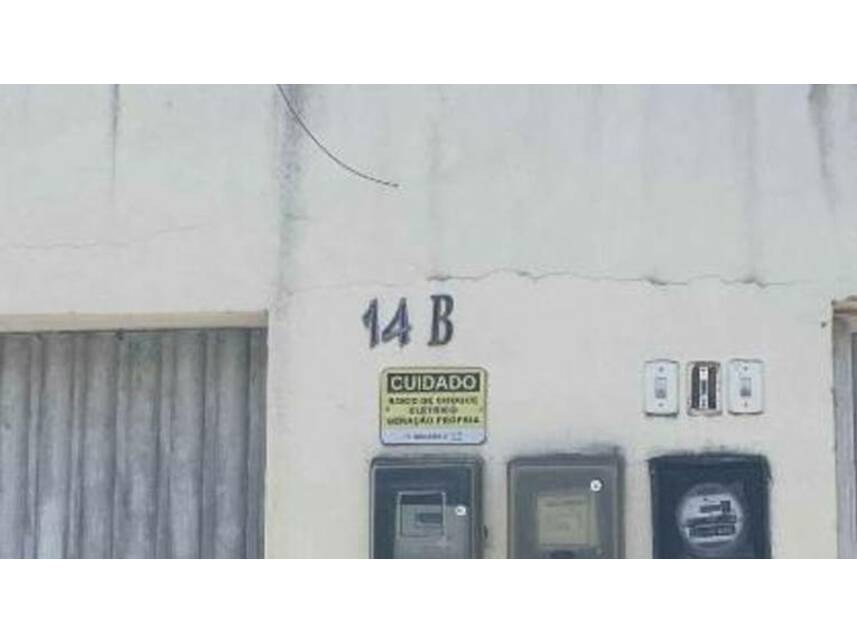 14 B
CUIDADO
RISCO DE CHOQUE
ELÉTRICO
GERAÇÃO PRÓPRIA